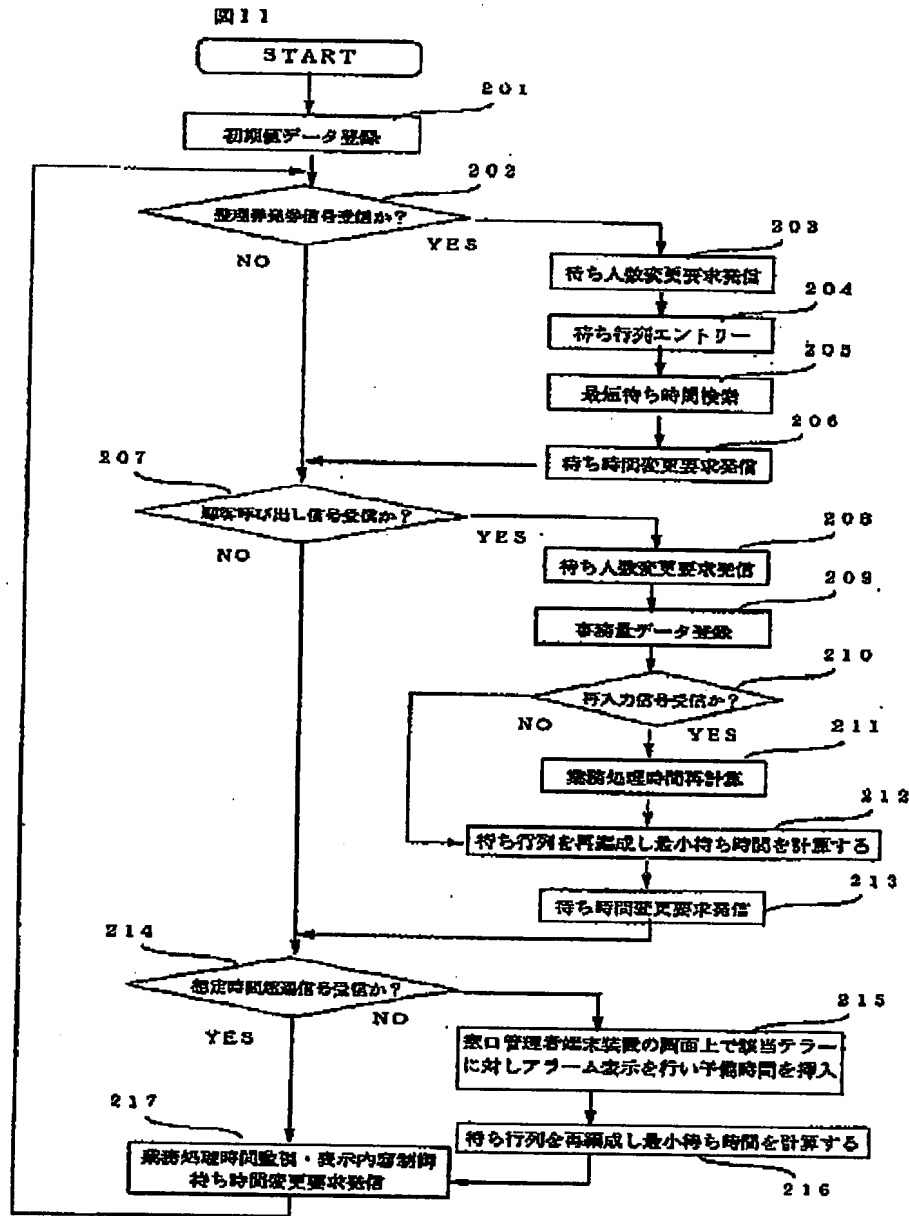 図11
START
201
初期値データ登録
202
整理券発券信号受信か?
NO
YES
203
待ち人数変更要求発信
204
待ち行列エントリー
205
最短待ち時間検索
206
待ち時間変更要求発信
207
顧客呼び出し信号受信か?
NO
YES
208
待ち人数変更要求発信
209
事務量データ登録
210
再入力信号受信か?
NO
YES
211
業務処理時間再計算
212
待ち行列を再編成し最小待ち時間を計算する
213
待ち時間変更要求発信
214
想定時間超過信号受信か?
YES
NO
215
窓口管理者端末装置の画面上で該当テラー
に対しアラーム表示を行い予備時間を挿入
217
待ち行列を再編成し最小待ち時間を計算する
業務処理時間監視・表示内容制御
待ち時間変更要求発信
216